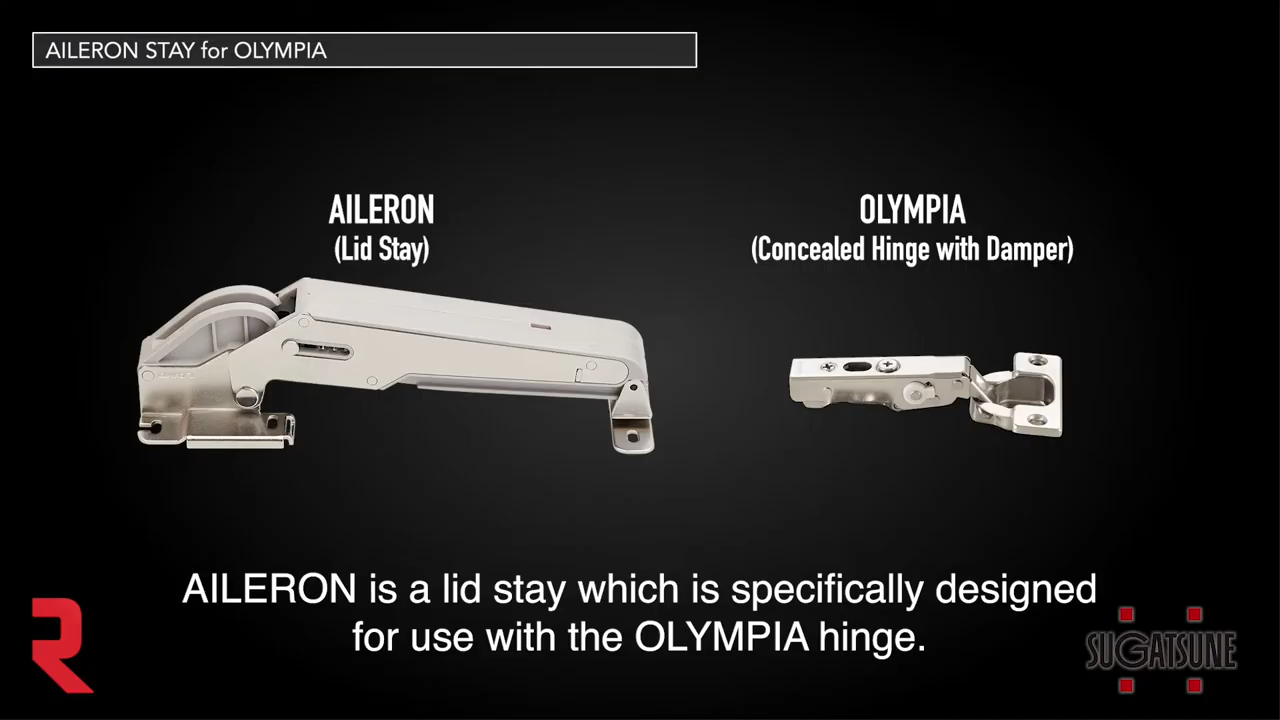 AILERON STAY for OLYMPIA
AILERON
(Lid Stay)
OLYMPIA
(Concealed Hinge with Damper)
AILERON is a lid stay which is specifically designed
for use with the OLYMPIA hinge.
R
SUGATSUNE